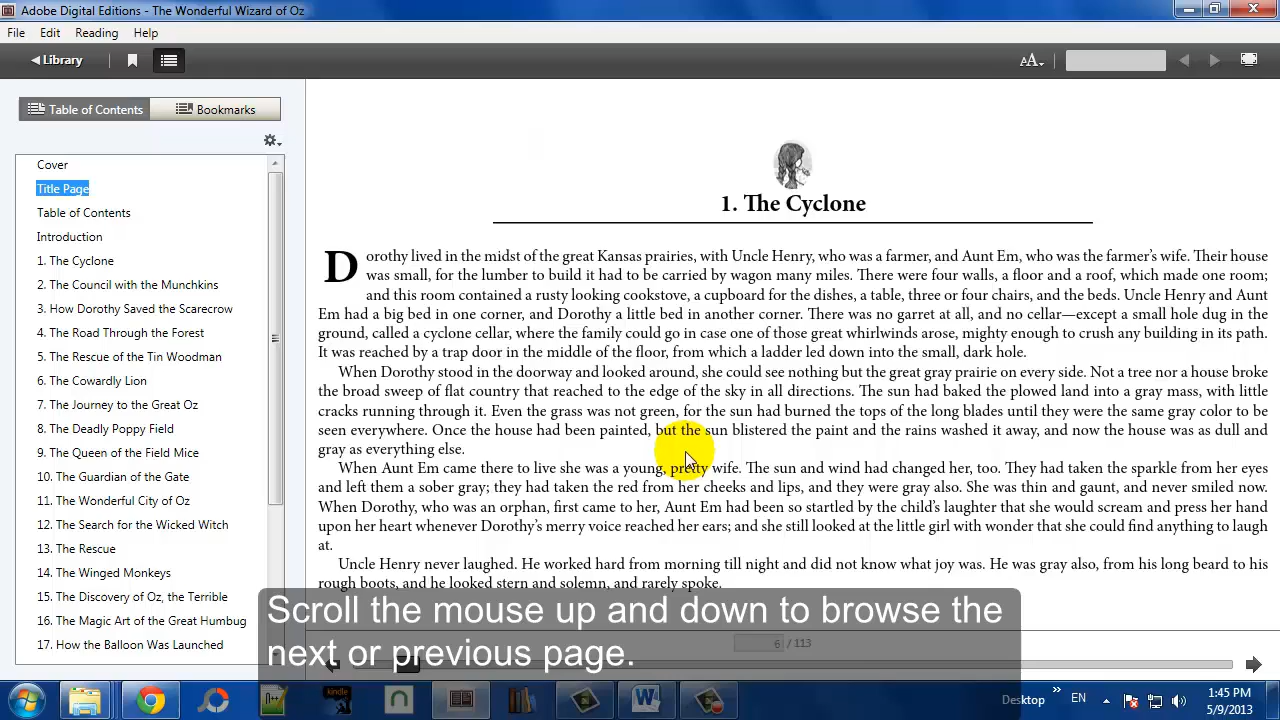 Adobe Digital Editions - The Wonderful Wizard of Oz
File Edit Reading Help
Library
AA
Table of Contents
Bookmarks
Cover
Title Page
Table of Contents
Introduction
1. The Cyclone
2. The Council with the Munchkins
3. How Dorothy Saved the Scarecrow
4. The Road Through the Forest
5. The Rescue of the Tin Woodman
6. The Cowardly Lion
7. The Journey to the Great Oz
8. The Deadly Poppy Field
9. The Queen of the Field Mice
10. The Guardian of the Gate
11. The Wonderful City of Oz
12. The Search for the Wicked Witch
13. The Rescue
14. The Winged Monkeys
15. The Discovery of Oz, the Terrible
16. The Magic Art of the Great Humbug
17. How the Balloon Was Launched
1. The Cyclone
Dorothy lived in the midst of the great Kansas prairies, with Uncle Henry, who was a farmer, and Aunt Em, who was the farmer’s wife. Their house
was small, for the lumber to build it had to be carried by wagon many miles. There were four walls, a floor and a roof, which made one room;
and this room contained a rusty looking cookstove, a cupboard for the dishes, a table, three or four chairs, and the beds. Uncle Henry and Aunt
Em had a big bed in one corner, and Dorothy a little bed in another corner. There was no garret at all, and no cellar—except a small hole dug in the
ground, called a cyclone cellar, where the family could go in case one of those great whirlwinds arose, mighty enough to crush any building in its path.
It was reached by a trap door in the middle of the floor, from which a ladder led down into the small, dark hole.
When Dorothy stood in the doorway and looked around, she could see nothing but the great gray prairie on every side. Not a tree nor a house broke
the broad sweep of flat country that reached to the edge of the sky in all directions. The sun had baked the plowed land into a gray mass, with little
cracks running through it. Even the grass was not green, for the sun had burned the tops of the long blades until they were the same gray color to be
seen everywhere. Once the house had been painted, but the sun blistered the paint and the rains washed it away, and now the house was as dull and
gray as everything else.
When Aunt Em came there to live she was a young, pretty wife. The sun and wind had changed her, too. They had taken the sparkle from her eyes
and left them a sober gray; they had taken the red from her cheeks and lips, and they were gray also. She was thin and gaunt, and never smiled now.
When Dorothy, who was an orphan, first came to her, Aunt Em had been so startled by the child’s laughter that she would scream and press her hand
upon her heart whenever Dorothy’s merry voice reached her ears; and she still looked at the little girl with wonder that she could find anything to laugh
at.
Uncle Henry never laughed. He worked hard from morning till night and did not know what joy was. He was gray also, from his long beard to his
rough boots, and he looked stern and solemn, and rarely spoke.
Scroll the mouse up and down to browse the
next or previous page.
6 / 113
kindle
Desktop » EN
1:45 PM
5/9/2013